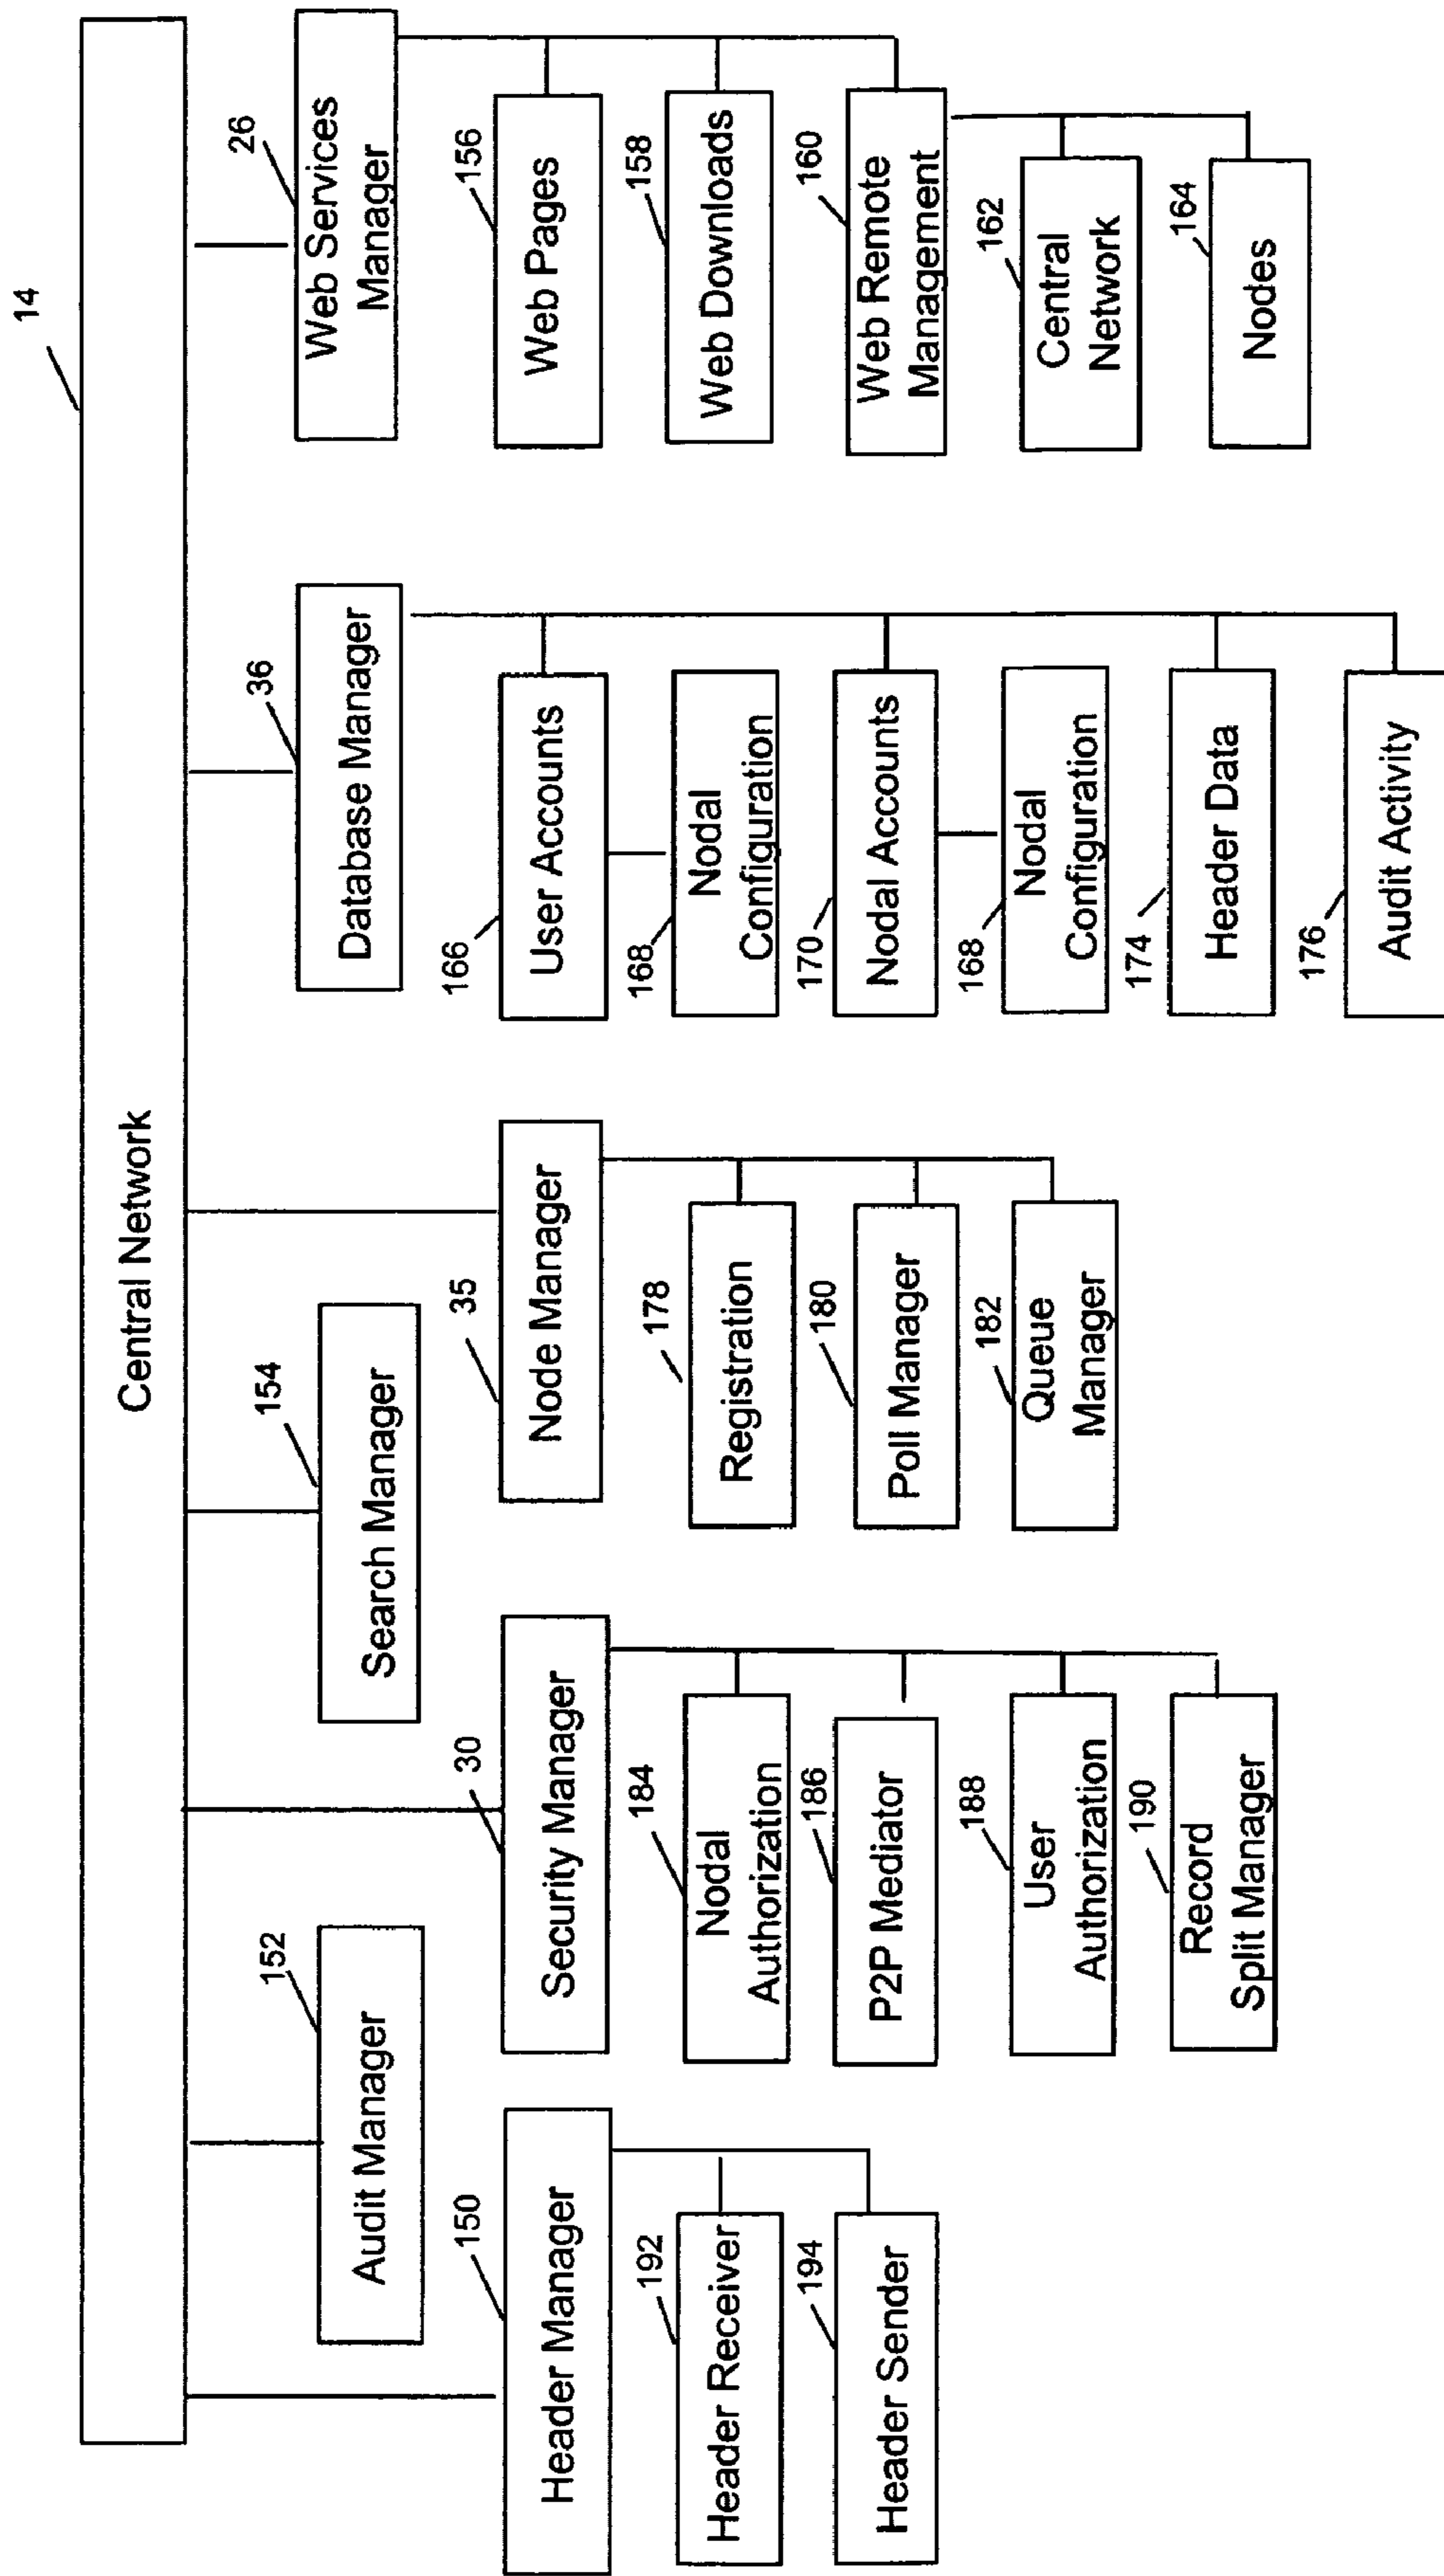 14
Central Network
150
Header Manager
192
Header Receiver
194
Header Sender
152
Audit Manager
30
Security Manager
184
Nodal
Authorization
186
P2P Mediator
188
User
Authorization
190
Record
Split Manager
154
Search Manager
35
Node Manager
178
Registration
180
Poll Manager
182
Queue
Manager
36
Database Manager
166
User Accounts
168
Nodal
Configuration
170
Nodal Accounts
168
Nodal
Configuration
174
Header Data
176
Audit Activity
26
Web Services
Manager
156
Web Pages
158
Web Downloads
160
Web Remote
Management
162
Central
Network
164
Nodes